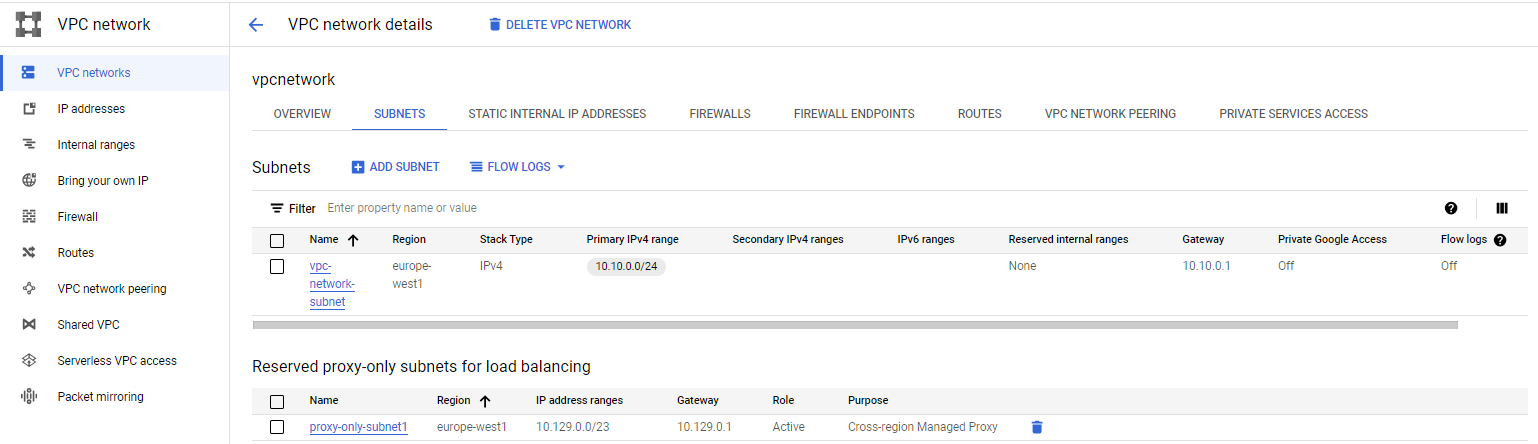 VPC network
VPC network details
DELETE VPC NETWORK
VPC networks
IP addresses
Internal ranges
Bring your own IP
Firewall
Routes
VPC network peering
Shared VPC
Serverless VPC access
Packet mirroring
vpcnetwork
OVERVIEW SUBNETS STATIC INTERNAL IP ADDRESSES FIREWALLS FIREWALL ENDPOINTS ROUTES VPC NETWORK PEERING PRIVATE SERVICES ACCESS
Subnets ADD SUBNET FLOW LOGS
Filter Enter property name or value
Name Region Stack Type Primary IPv4 range Secondary IPv4 ranges IPv6 ranges Reserved internal ranges Gateway Private Google Access Flow logs
vpc- europe- IPv4 10.10.0.0/24 None 10.10.0.1 Off Off
network- west1
subnet
Reserved proxy-only subnets for load balancing
Name Region IP address ranges Gateway Role Purpose
proxy-only-subnet1 europe-west1 10.129.0.0/23 10.129.0.1 Active Cross-region Managed Proxy